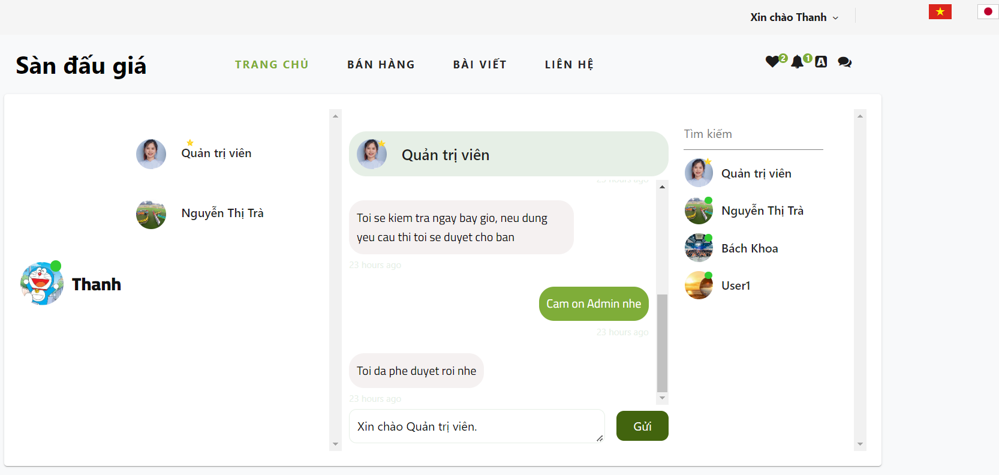 Xin chào Thanh
Sàn đấu giá
TRANG CHỦ
BÁN HÀNG
BÀI VIẾT
LIÊN HỆ
2
1
A
Quản trị viên
Nguyễn Thị Trà
Thanh
Quản trị viên
23 hours ago
Toi se kiem tra ngay bay gio, neu dung
yeu cau thi toi se duyet cho ban
23 hours ago
Cam on Admin nhe
23 hours ago
Toi da phe duyet roi nhe
23 hours ago
Xin chào Quản trị viên.
Gửi
Tìm kiếm
Quản trị viên
Nguyễn Thị Trà
Bách Khoa
User1